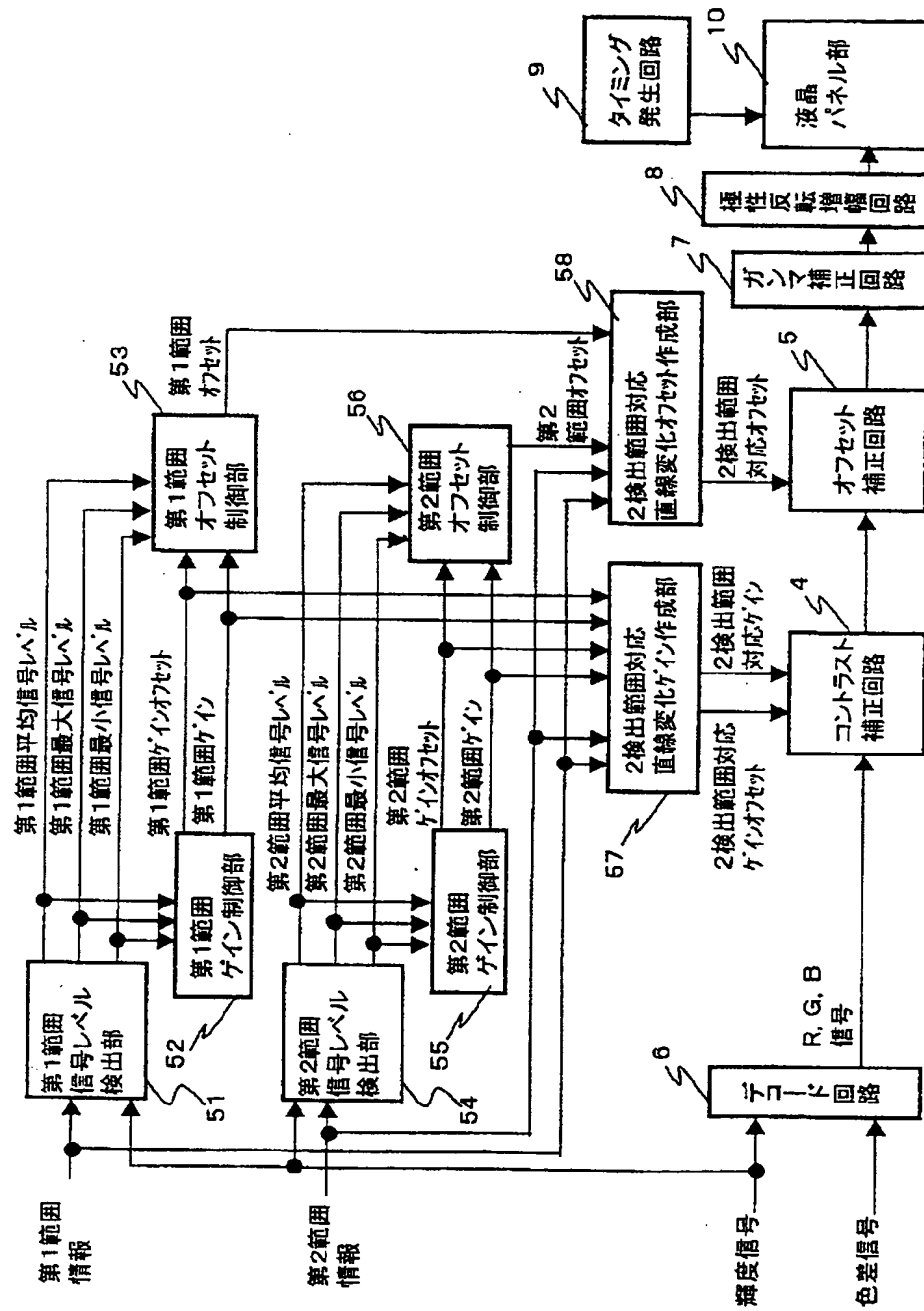 第1範囲
情報
第2範囲
情報
輝度信号
色差信号
第1範囲
信号レベル
検出部
51
第1範囲平均信号レベル
第1範囲最大信号レベル
第1範囲最小信号レベル
第1範囲
ゲイン制御部
52
第1範囲ゲインオフセット
第1範囲ゲイン
第1範囲
オフセット
制御部
53
第1範囲
オフセット
第2範囲
信号レベル
検出部
54
第2範囲平均信号レベル
第2範囲最大信号レベル
第2範囲最小信号レベル
第2範囲
ゲイン制御部
55
第2範囲
ゲインオフセット
第2範囲ゲイン
第2範囲
オフセット
制御部
56
第2
範囲オフセット
2検出範囲対応
直線変化ゲイン作成部
57
2検出範囲対応
ゲインオフセット
2検出範囲
対応ゲイン
2検出範囲対応
直線変化オフセット作成部
58
2検出範囲
対応オフセット
デコード回路
6
R, G, B
信号
コントラスト
補正回路
4
オフセット
補正回路
5
ガンマ補正回路
7
極性反転増幅回路
8
タイミング
発生回路
9
液晶
パネル部
10